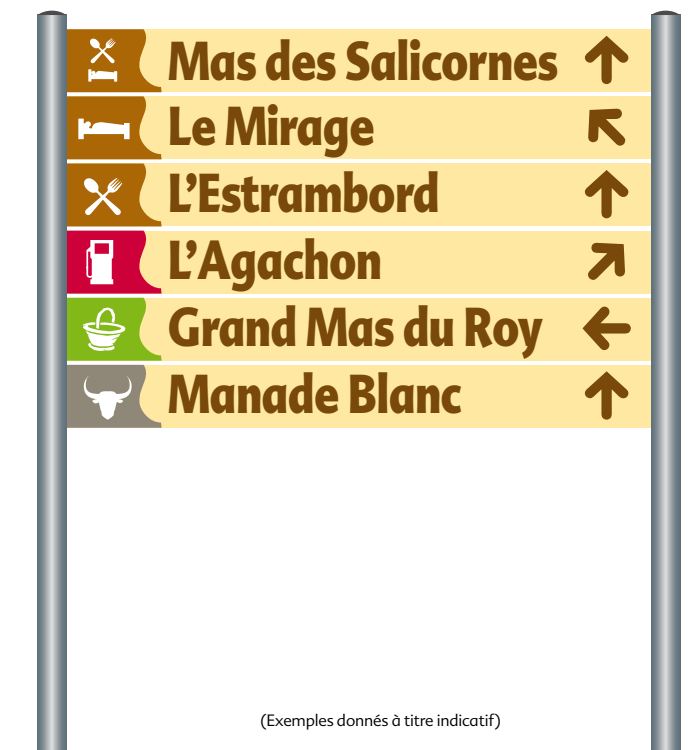 Mas des Salicornes
Le Mirage
L’Estrambord
L’Agachon
Grand Mas du Roy
Manade Blanc
(Exemples donnés à titre indicatif)